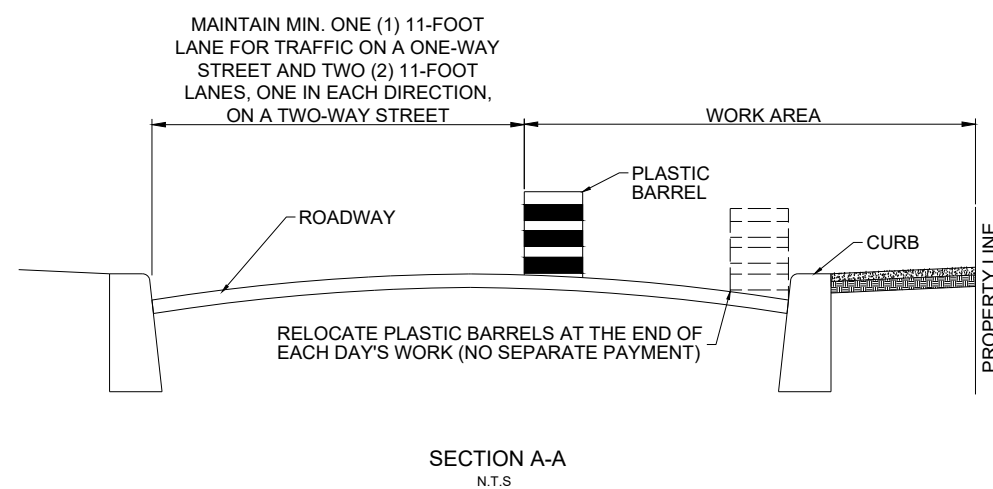 MAINTAIN MIN. ONE (1) 11-FOOT
LANE FOR TRAFFIC ON A ONE-WAY
STREET AND TWO (2) 11-FOOT
LANES, ONE IN EACH DIRECTION,
ON A TWO-WAY STREET
WORK AREA
PLASTIC
BARREL
ROADWAY
CURB
PROPERTY LINE
RELOCATE PLASTIC BARRELS AT THE END OF
EACH DAY'S WORK (NO SEPARATE PAYMENT)
SECTION A-A
N.T.S